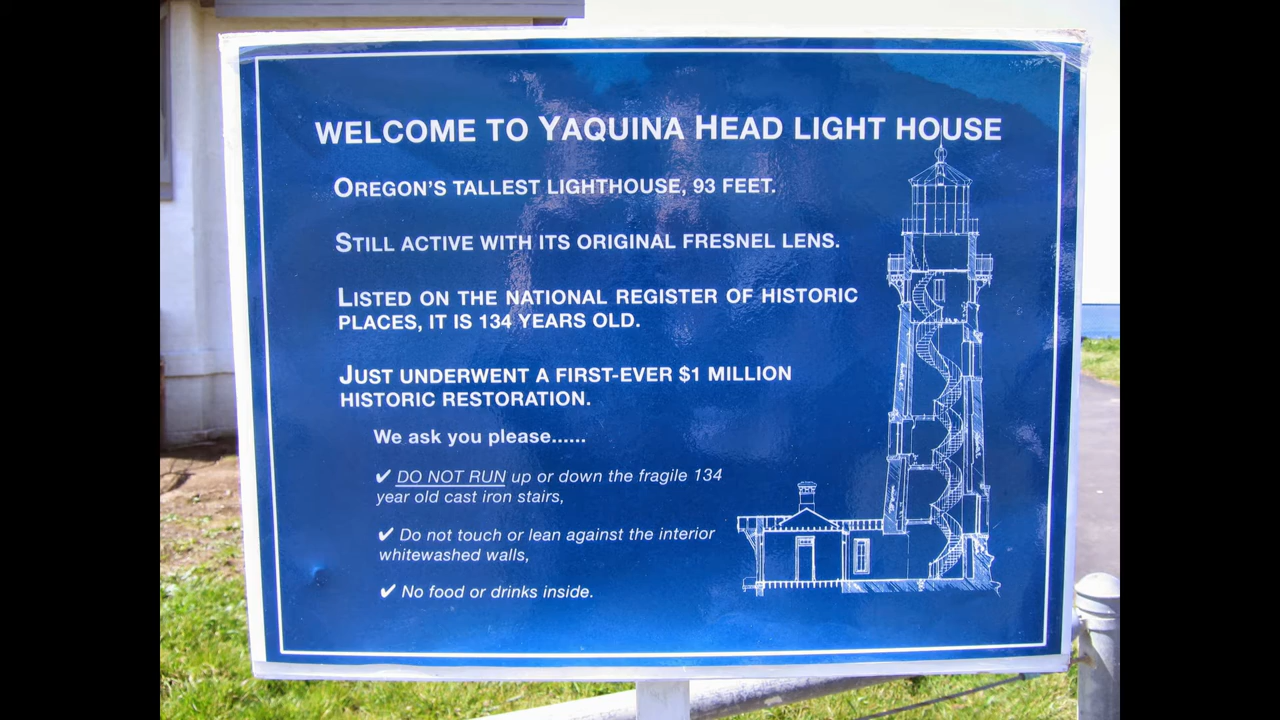 WELCOME TO YAQUINA HEAD LIGHT HOUSE
OREGON'S TALLEST LIGHTHOUSE, 93 FEET.
STILL ACTIVE WITH ITS ORIGINAL FRESNEL LENS.
LISTED ON THE NATIONAL REGISTER OF HISTORIC
PLACES, IT IS 134 YEARS OLD.
JUST UNDERWENT A FIRST-EVER $1 MILLION
HISTORIC RESTORATION.
We ask you please......
✔ DO NOT RUN up or down the fragile 134
year old cast iron stairs,
✔ Do not touch or lean against the interior
whitewashed walls,
✔ No food or drinks inside.